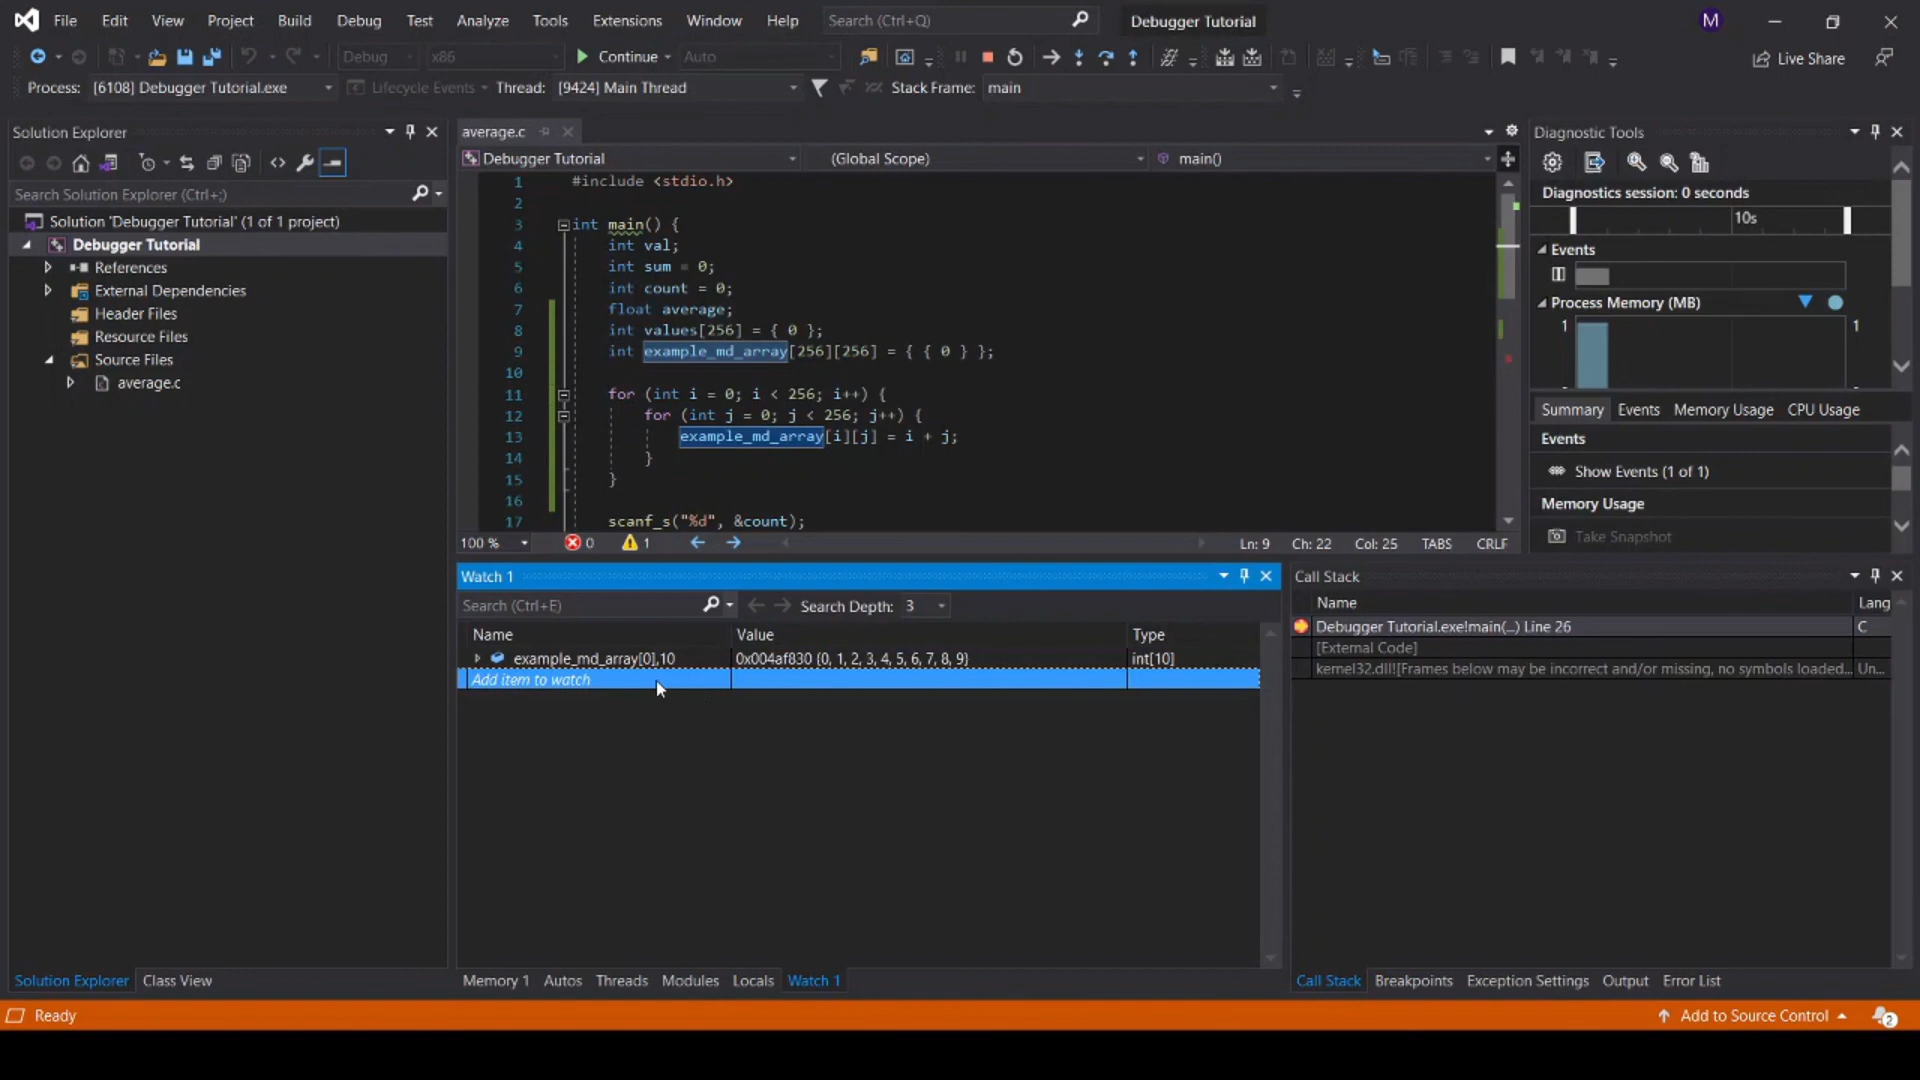 File Edit View Project Build Debug Test Analyze Tools Extensions Window Help Search (Ctrl+Q) Debugger Tutorial M
Debug x86 Continue Auto Live Share
Process: [6108] Debugger Tutorial.exe Lifecycle Events Thread: [9424] Main Thread Stack Frame: main
Solution Explorer
Search Solution Explorer (Ctrl+;)
Solution 'Debugger Tutorial' (1 of 1 project)
Debugger Tutorial
References
External Dependencies
Header Files
Resource Files
Source Files
average.c
Solution Explorer Class View
average.c
Debugger Tutorial (Global Scope) main()
1 #include <stdio.h>
2
3 int main() {
4 int val;
5 int sum = 0;
6 int count = 0;
7 float average;
8 int values[256] = { 0 };
9 int example_md_array[256][256] = { { 0 } };
10
11 for (int i = 0; i < 256; i++) {
12 for (int j = 0; j < 256; j++) {
13 example_md_array[i][j] = i + j;
14 }
15 }
16
17 scanf_s("%d", &count);
100 % 0 1 Ln: 9 Ch: 22 Col: 25 TABS CRLF
Diagnostic Tools
Diagnostics session: 0 seconds
10s
Events
Process Memory (MB)
1 1
Summary Events Memory Usage CPU Usage
Events
Show Events (1 of 1)
Memory Usage
Take Snapshot
Watch 1
Search (Ctrl+E) Search Depth: 3
Name Value Type
example_md_array[0],10 0x004af830 {0, 1, 2, 3, 4, 5, 6, 7, 8, 9} int[10]
Add item to watch
Memory 1 Autos Threads Modules Locals Watch 1
Call Stack
Name Lang
Debugger Tutorial.exe!main(...) Line 26 C
[External Code]
kernel32.dll![Frames below may be incorrect and/or missing, no symbols loaded... Un...
Call Stack Breakpoints Exception Settings Output Error List
Ready Add to Source Control 2